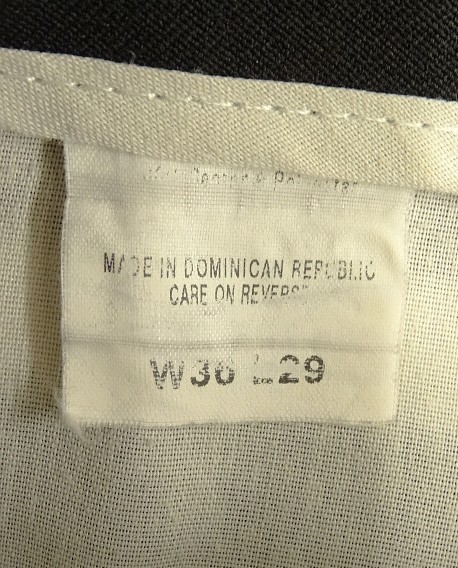 MADE IN DOMINICAN REPUBLIC
CARE ON REVERSE
W36 L29